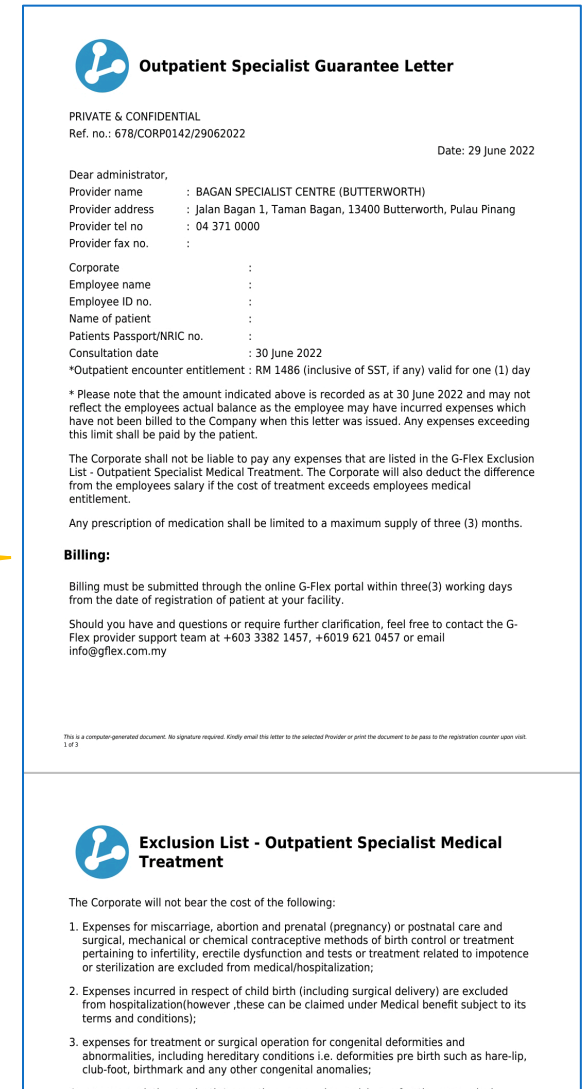 Outpatient Specialist Guarantee Letter
PRIVATE & CONFIDENTIAL
Ref. no.: 678/CORP0142/29062022
Date: 29 June 2022
Dear administrator,
Provider name : BAGAN SPECIALIST CENTRE (BUTTERWORTH)
Provider address : Jalan Bagan 1, Taman Bagan, 13400 Butterworth, Pulau Pinang
Provider tel no : 04 371 0000
Provider fax no. :
Corporate :
Employee name :
Employee ID no. :
Name of patient :
Patients Passport/NRIC no. :
Consultation date : 30 June 2022
*Outpatient encounter entitlement : RM 1486 (inclusive of SST, if any) valid for one (1) day
* Please note that the amount indicated above is recorded as at 30 June 2022 and may not
reflect the employees actual balance as the employee may have incurred expenses which
have not been billed to the Company when this letter was issued. Any expenses exceeding
this limit shall be paid by the patient.
The Corporate shall not be liable to pay any expenses that are listed in the G-Flex Exclusion
List - Outpatient Specialist Medical Treatment. The Corporate will also deduct the difference
from the employees salary if the cost of treatment exceeds employees medical
entitlement.
Any prescription of medication shall be limited to a maximum supply of three (3) months.
Billing:
Billing must be submitted through the online G-Flex portal within three(3) working days
from the date of registration of patient at your facility.
Should you have and questions or require further clarification, feel free to contact the G-
Flex provider support team at +603 3382 1457, +6019 621 0457 or email
info@gflex.com.my
This is a computer-generated document. No signature required. Kindly email this letter to the selected Provider or print the document to be pass to the registration counter upon visit.
1 of 3
Exclusion List - Outpatient Specialist Medical
Treatment
The Corporate will not bear the cost of the following:
1. Expenses for miscarriage, abortion and prenatal (pregnancy) or postnatal care and
surgical, mechanical or chemical contraceptive methods of birth control or treatment
pertaining to infertility, erectile dysfunction and tests or treatment related to impotence
or sterilization are excluded from medical/hospitalization;
2. Expenses incurred in respect of child birth (including surgical delivery) are excluded
from hospitalization(however ,these can be claimed under Medical benefit subject to its
terms and conditions);
3. expenses for treatment or surgical operation for congenital deformities and
abnormalities, including hereditary conditions i.e. deformities pre birth such as hare-lip,
club-foot, birthmark and any other congenital anomalies;